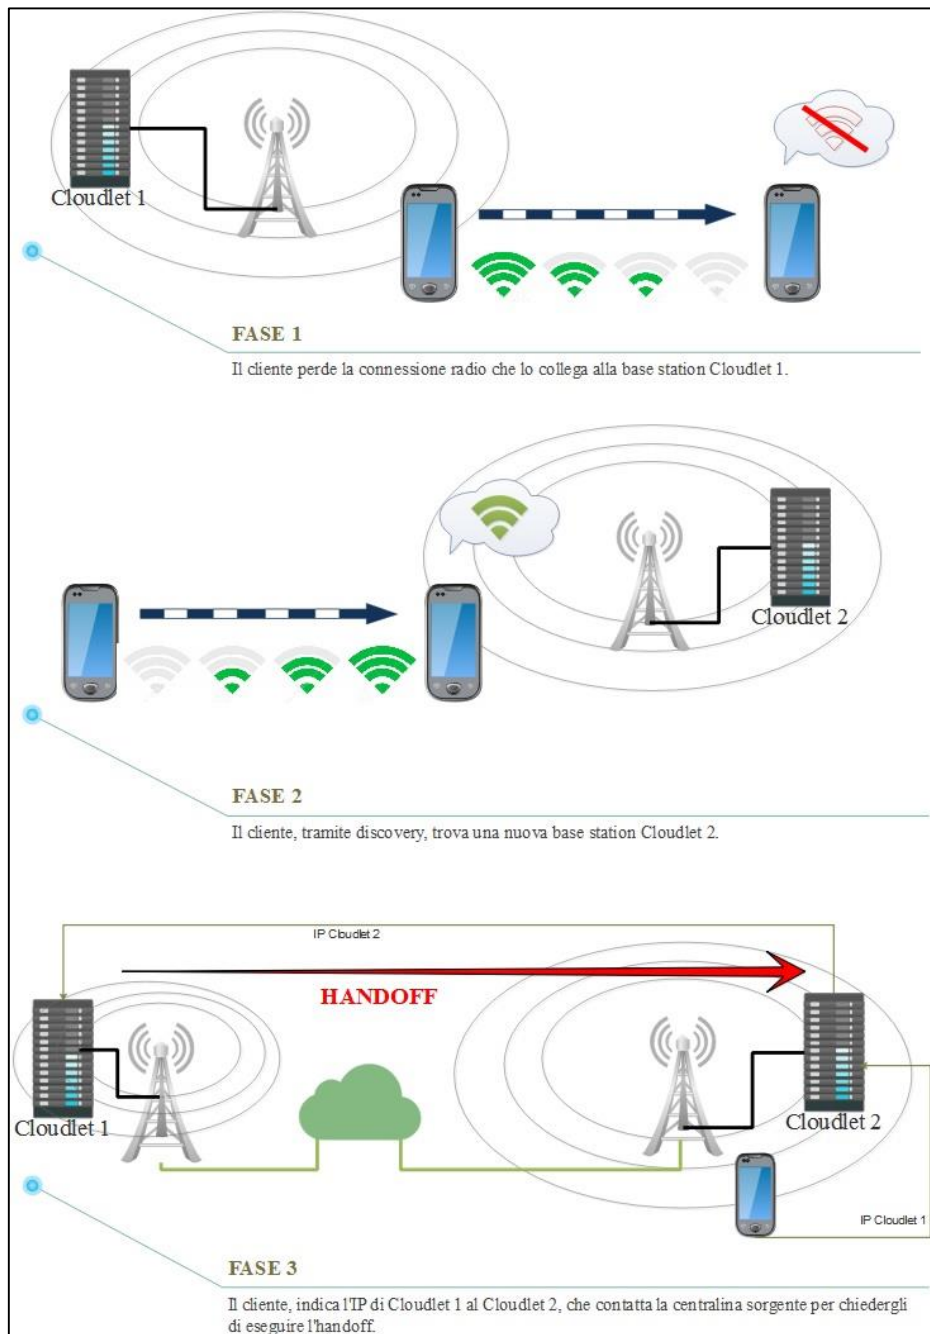 Cloudlet 1
FASE 1
Il cliente perde la connessione radio che lo collega alla base station Cloudlet 1.
Cloudlet 2
FASE 2
Il cliente, tramite discovery, trova una nuova base station Cloudlet 2.
IP Cloudlet 2
HANDOFF
Cloudlet 1
Cloudlet 2
IP Cloudlet 1
FASE 3
Il cliente, indica l'IP di Cloudlet 1 al Cloudlet 2, che contatta la centralina sorgente per chiedergli
di eseguire l'handoff.